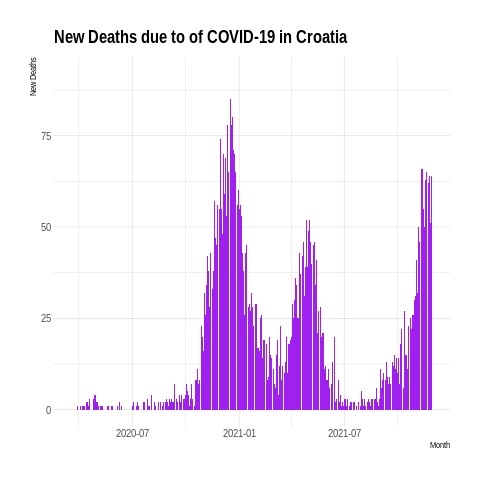 New Deaths due to of COVID-19 in Croatia
New Deaths
75
50
25
0
2020-07
2021-01
2021-07
Month